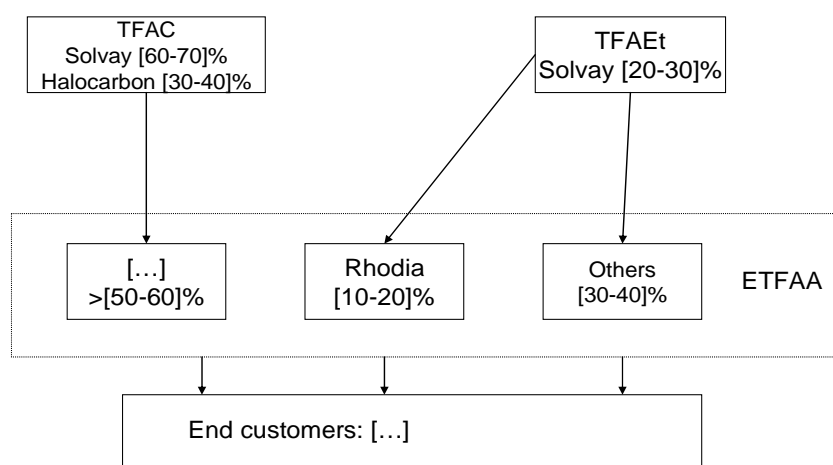 TFAC
Solvay [60-70]%
Halocarbon [30-40]%
TFAEt
Solvay [20-30]%
[…]
>[50-60]%
Rhodia
[10-20]%
Others
[30-40]%
ETFAA
End customers: […]